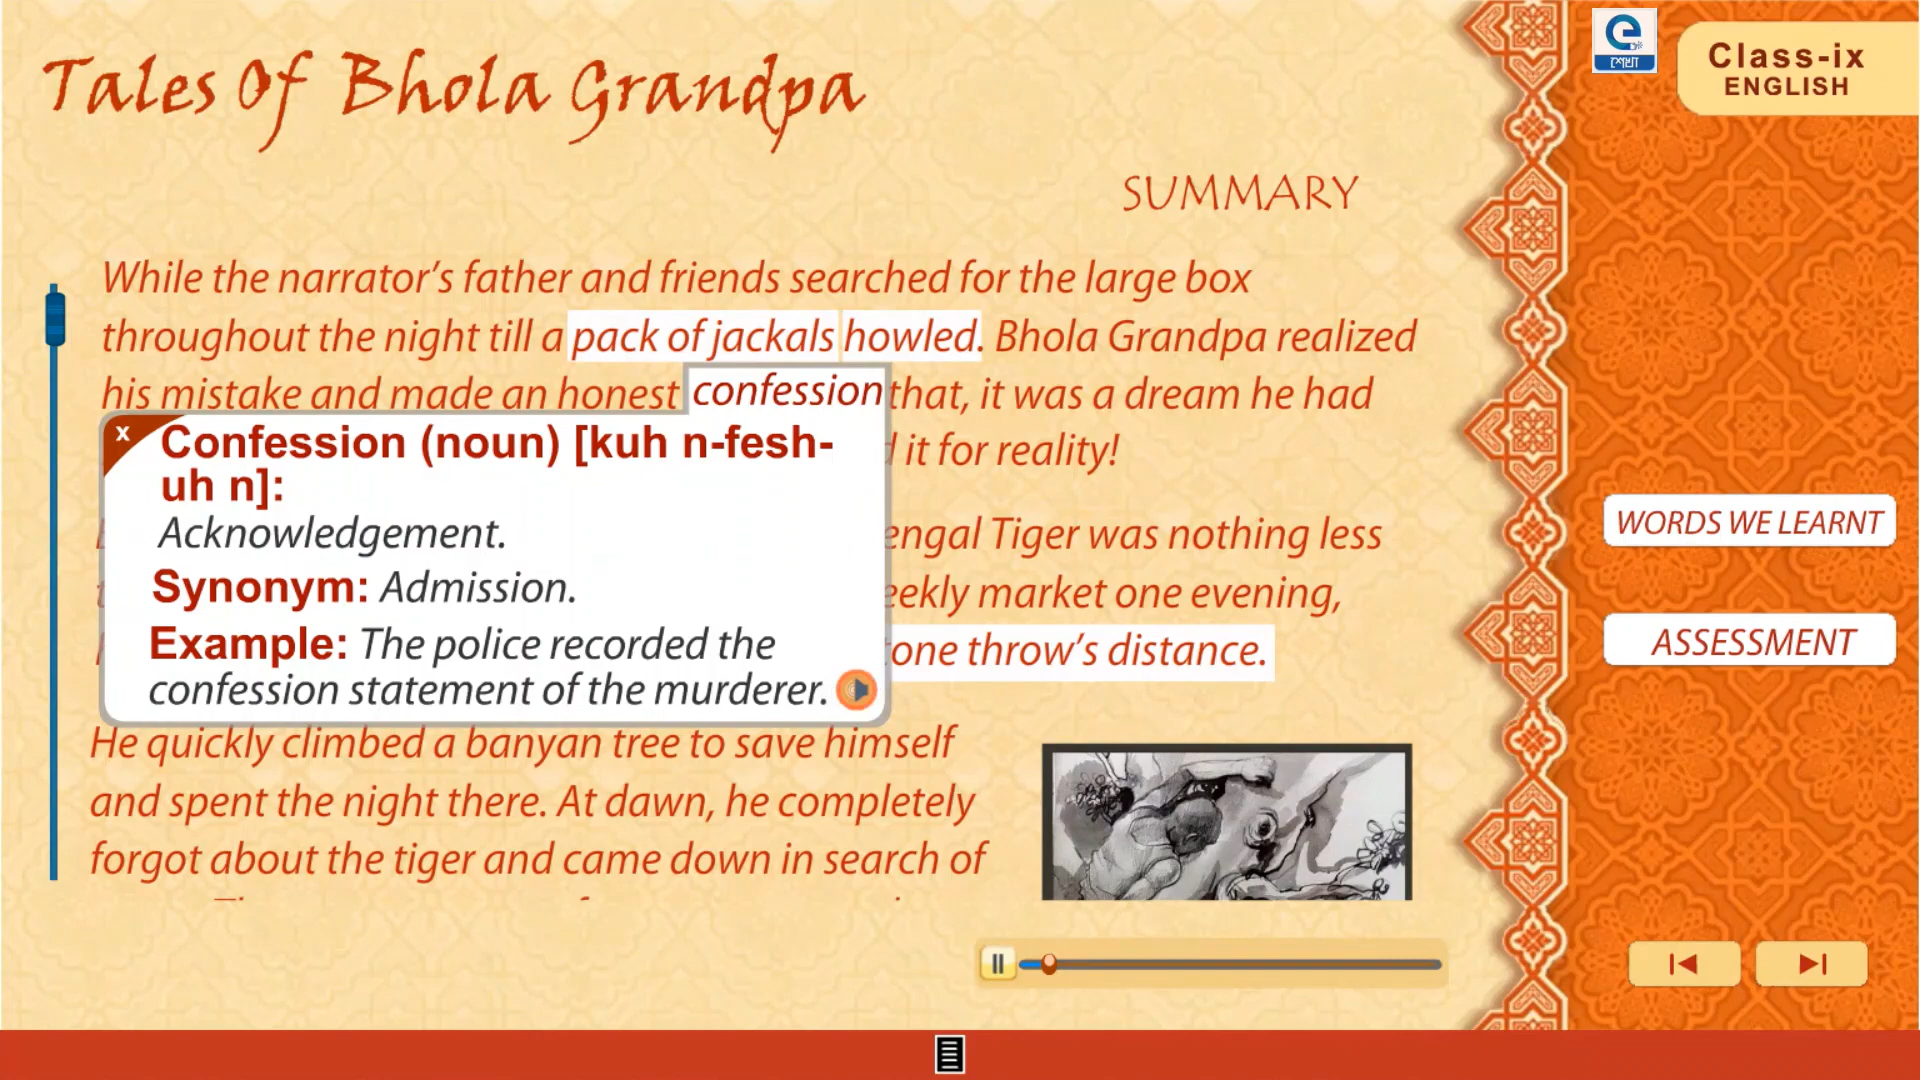 Tales Of Bhola Grandpa
Class-ix
ENGLISH
SUMMARY
While the narrator's father and friends searched for the large box
throughout the night till a pack of jackals howled. Bhola Grandpa realized
his mistake and made an honest confession that, it was a dream he had
it for reality!
Tiger was nothing less
market one evening,
throw's distance.
x
Confession (noun) [kuh n-fesh-
uh n]:
Acknowledgement.
Synonym: Admission.
Example: The police recorded the
confession statement of the murderer.
He quickly climbed a banyan tree to save himself
and spent the night there. At dawn, he completely
forgot about the tiger and came down in search of
WORDS WE LEARNT
ASSESSMENT